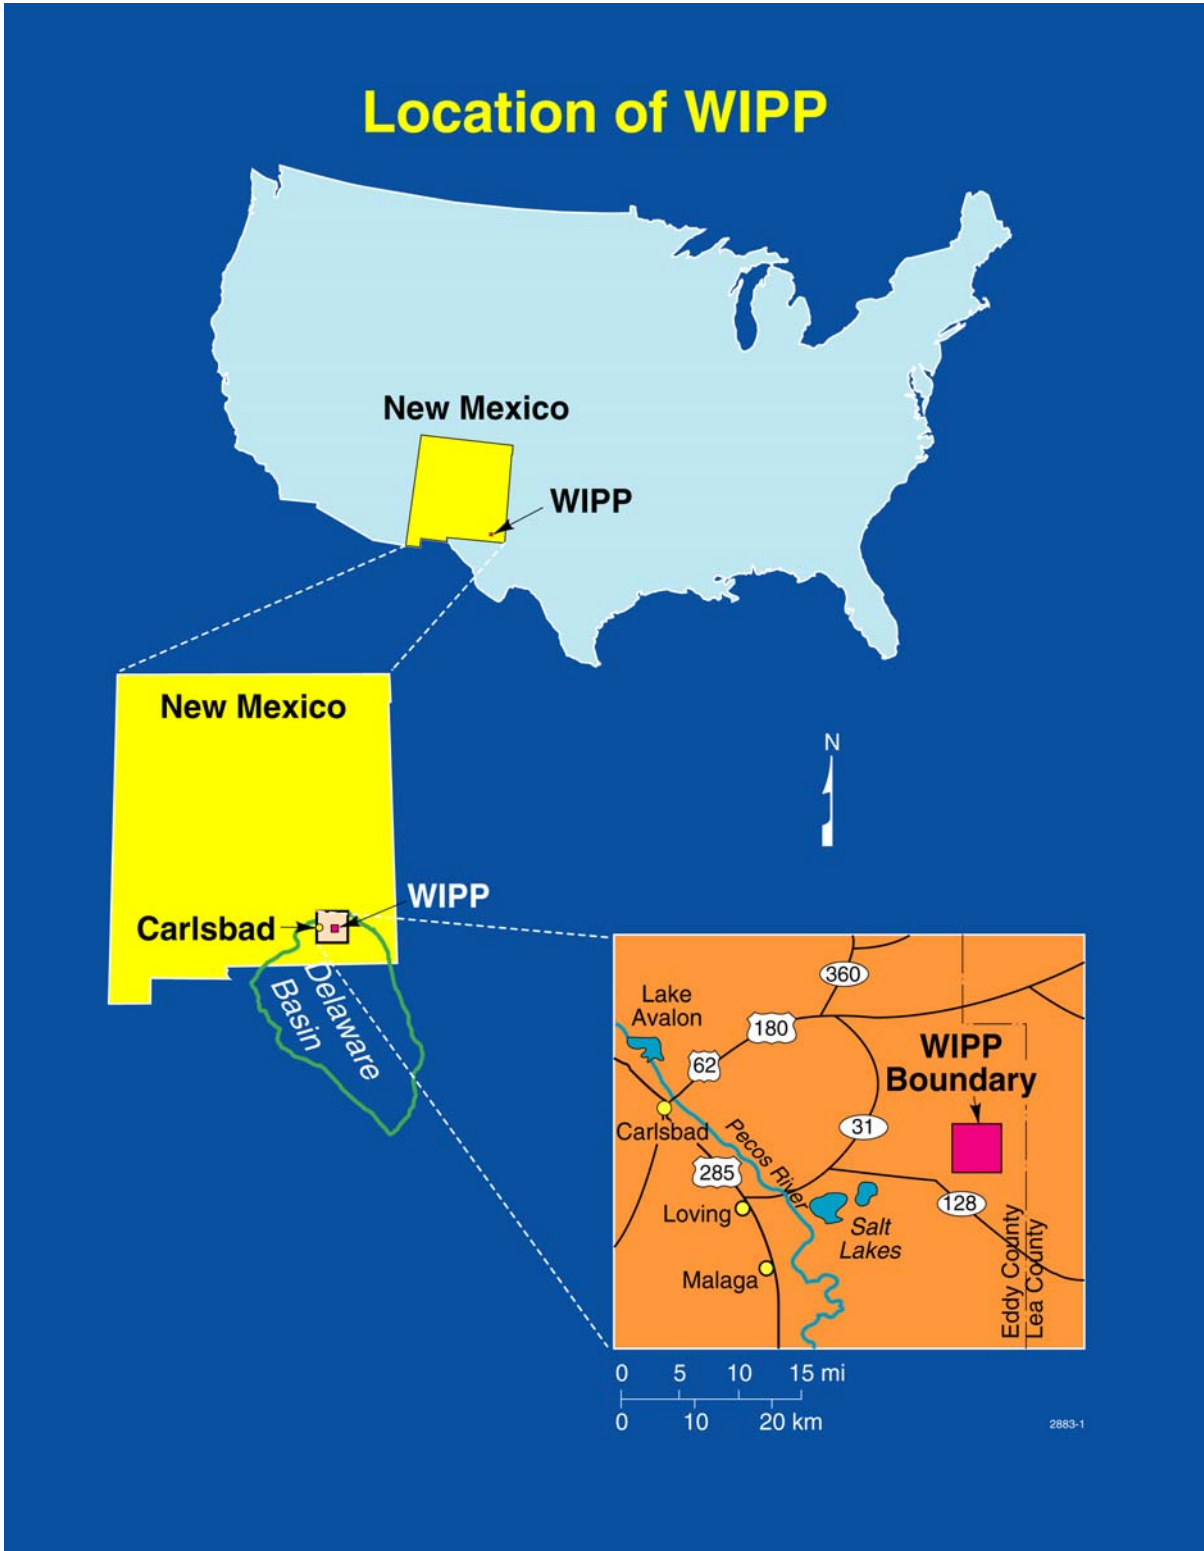 Location of WIPP
New Mexico
WIPP
New Mexico
N
WIPP
Carlsbad
Delaware
Basin
360
Lake
Avalon
180
WIPP
Boundary
62
Carlsbad
31
Pecos River
285
128
Loving
Salt
Lakes
Malaga
Eddy County
Lea County
0 5 10 15 mi
0 10 20 km
2883-1